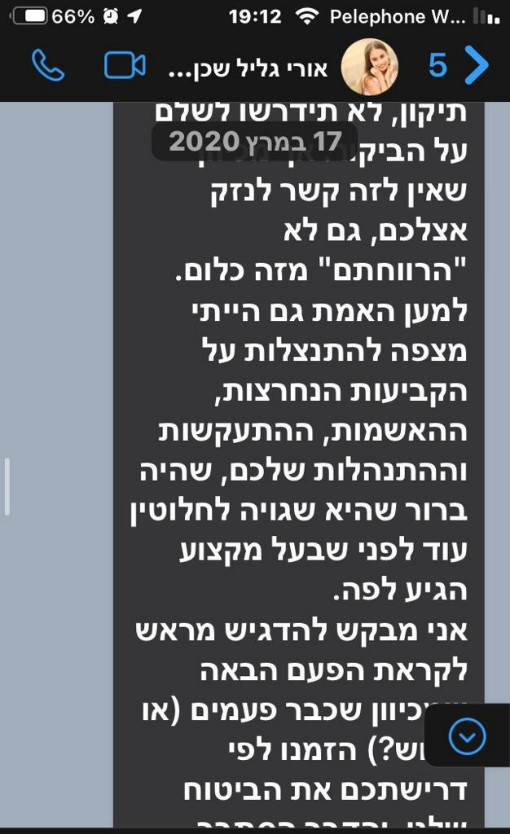 66%
19:12
Pelephone W...
5
אורי גליל שכן...
תיקון, לא תידרשו לשלם
17 במרץ 2020
על הביק
שאין לזה קשר לנזק
אצלכם, גם לא
"הרווחתם" מזה כלום.
למען האמת גם הייתי
מצפה להתנצלות על
הקביעות הנחרצות,
ההאשמות, ההתעקשות
וההתנהלות שלכם, שהיה
ברור שהיא שגויה לחלוטין
עוד לפני שבעל מקצוע
הגיע לפה.
אני מבקש להדגיש מראש
לקראת הפעם הבאה
שכבר פעמים (או
הזמנו לפי
דרישתכם את הביטוח